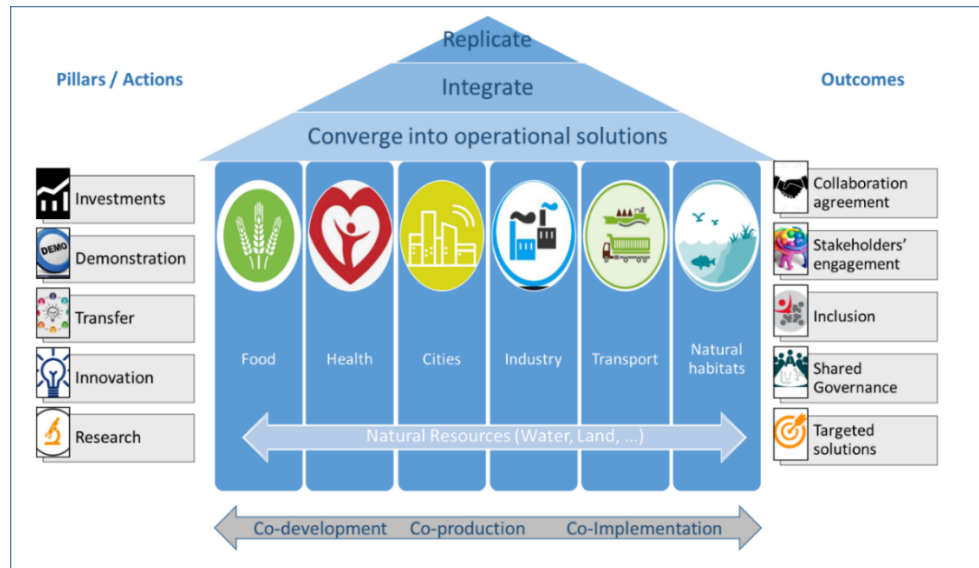 Replicate
Integrate
Converge into operational solutions
Pillars / Actions
Investments
DEMO
Demonstration
Transfer
Innovation
Research
Food
Health
Cities
Industry
Transport
Natural
habitats
Natural Resources (Water, Land, ...)
Co-development
Co-production
Co-Implementation
Outcomes
Collaboration
agreement
Stakeholders'
engagement
Inclusion
Shared
Governance
Targeted
solutions